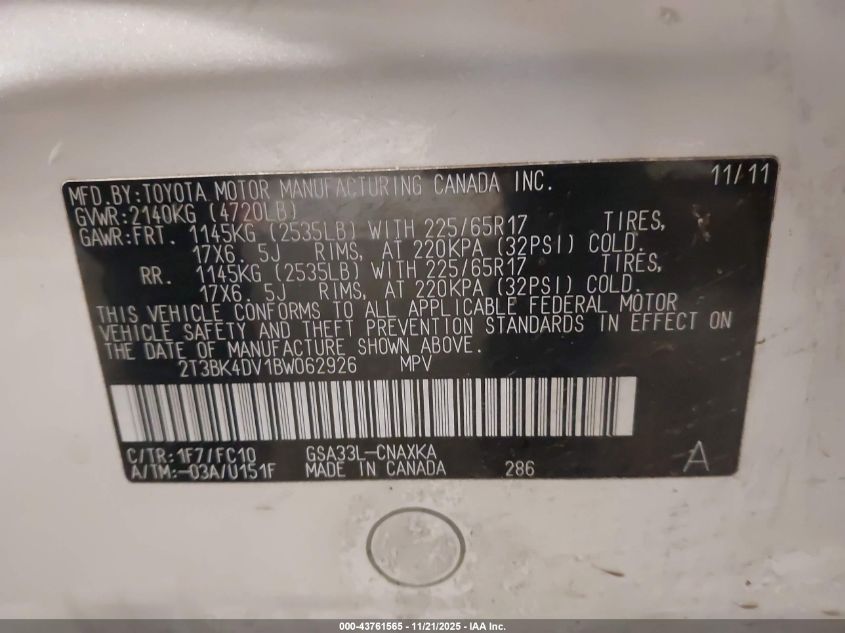 MFD.BY:TOYOTA MOTOR MANUFACTURING CANADA INC. 11/11
GVWR:2140KG (4720LB)
GAWR:FRT. 1145KG (2535LB) WITH 225/65R17 TIRES,
17X6. 5J RIMS, AT 220KPA (32PSI) COLD.
RR. 1145KG (2535LB) WITH 225/65R17 TIRES,
17X6. 5J RIMS, AT 220KPA (32PSI) COLD.
THIS VEHICLE CONFORMS TO ALL APPLICABLE FEDERAL MOTOR
VEHICLE SAFETY AND THEFT PREVENTION STANDARDS IN EFFECT ON
THE DATE OF MANUFACTURE SHOWN ABOVE.
2T3BK4DV1BW062926 MPV
C/TR:1F7/FC10 GSA33L-CNAXKA
A/TM:-03A/U151F MADE IN CANADA 286 A
000-43761565 - 11/21/2025 - IAA Inc.